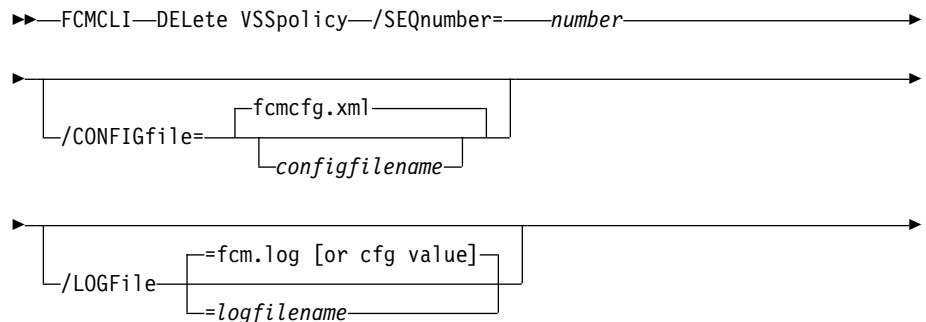 FCMCLI DELete VSSpolicy /SEQnumber= number
fcmcfg.xml
/CONFIGfile=
configfilename
=fcm.log [or cfg value]
/LOGFile
=logfilename